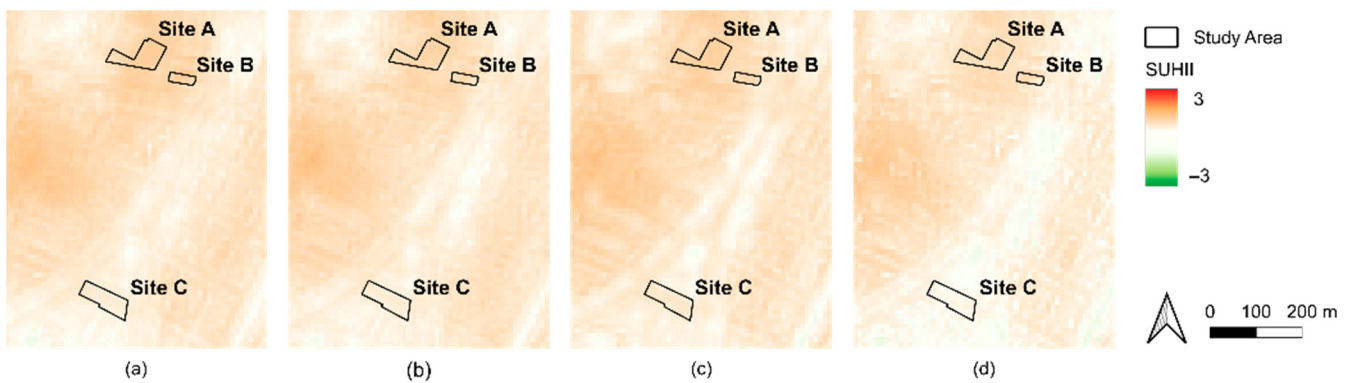 Site A
Site B
Site C
(a)
Site A
Site B
Site C
(b)
Site A
Site B
Site C
(c)
Site A
Site B
Site C
(d)
Study Area
SUHII
3
−3
0 100 200 m